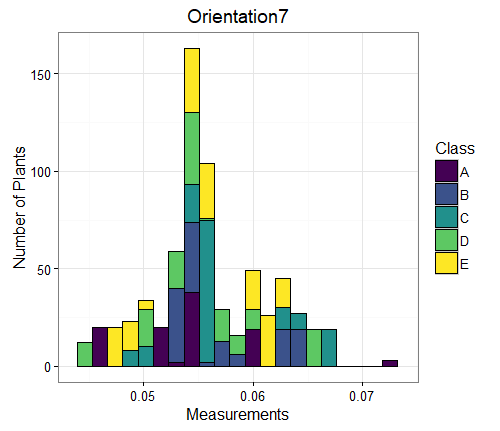 Orientation7
Number of Plants
150
100
50
0
0.05 0.06 0.07
Measurements
Class
A
B
C
D
E